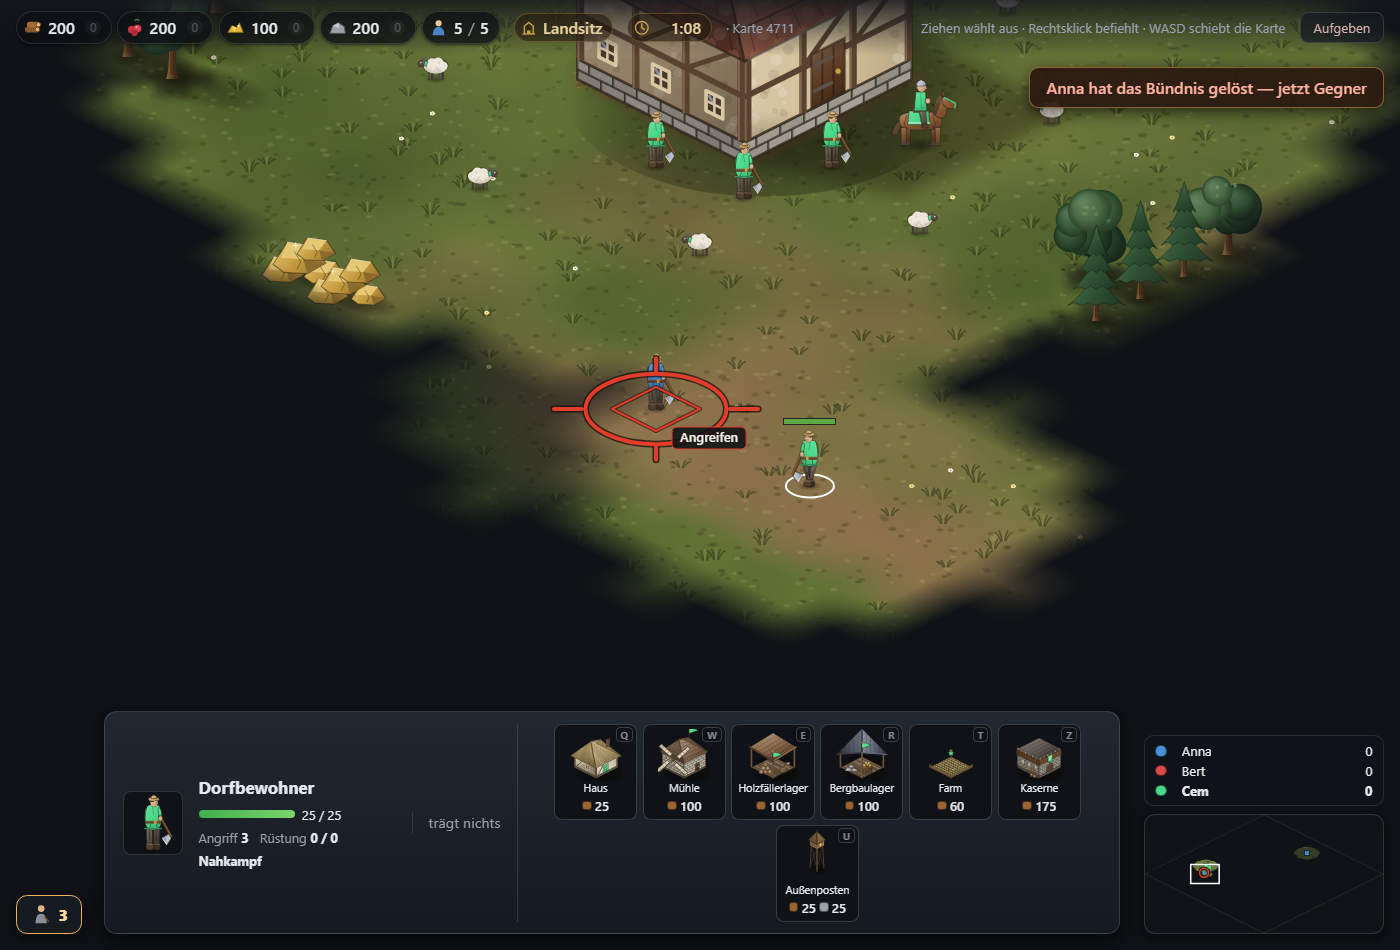 200 0 200 0 100 0 200 0 5 / 5 Landsitz 1:08 · Karte 4711 Ziehen wählt aus · Rechtsklick befiehlt · WASD schiebt die Karte Aufgeben
Anna hat das Bündnis gelöst — jetzt Gegner
Angreifen
Dorfbewohner
25 / 25
Angriff 3 Rüstung 0 / 0
Nahkampf
trägt nichts
Q W E R T Z
Haus Mühle Holzfällerlager Bergbaulager Farm Kaserne
25 100 100 100 60 175
U
Außenposten
25 25
Anna 0
Bert 0
Cem 0
3